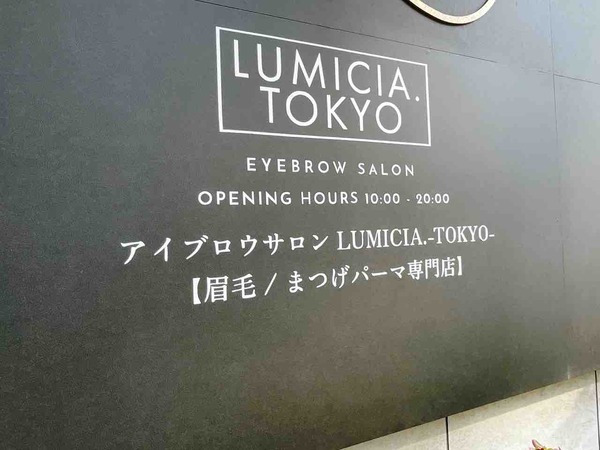 LUMICIA.
TOKYO
EYEBROW SALON
OPENING HOURS 10:00 - 20:00
アイブロウサロン LUMICIA.-TOKYO-
【眉毛 / まつげパーマ専門店】